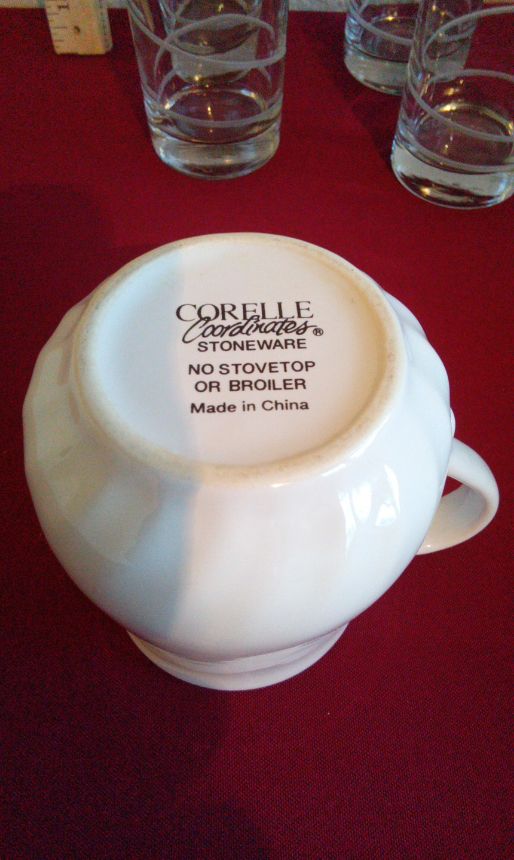 CORELLE
Coordinates®
STONEWARE
NO STOVETOP
OR BROILER
Made in China